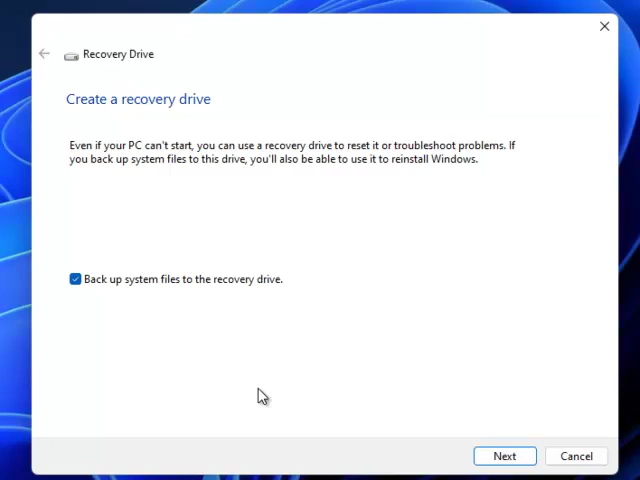 Recovery Drive
Create a recovery drive
Even if your PC can't start, you can use a recovery drive to reset it or troubleshoot problems. If
you back up system files to this drive, you'll also be able to use it to reinstall Windows.
Back up system files to the recovery drive.
Next
Cancel